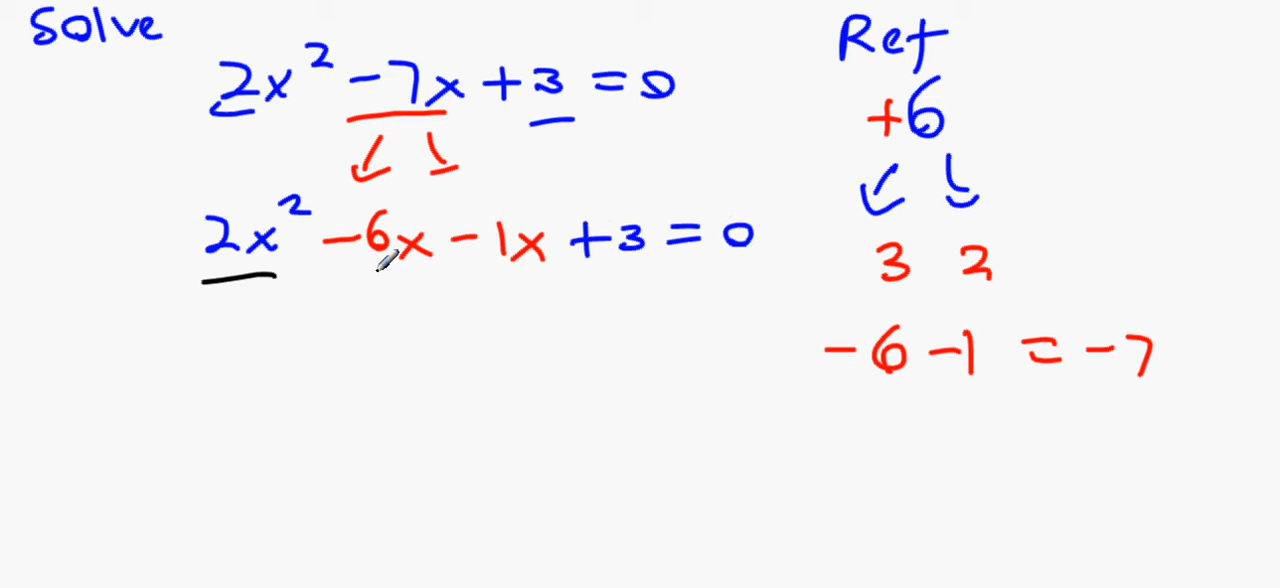 Solve
2x² - 7x + 3 = 0
2x² - 6x - 1x + 3 = 0
Ref
+6
3 2
- 6 - 1 = - 7